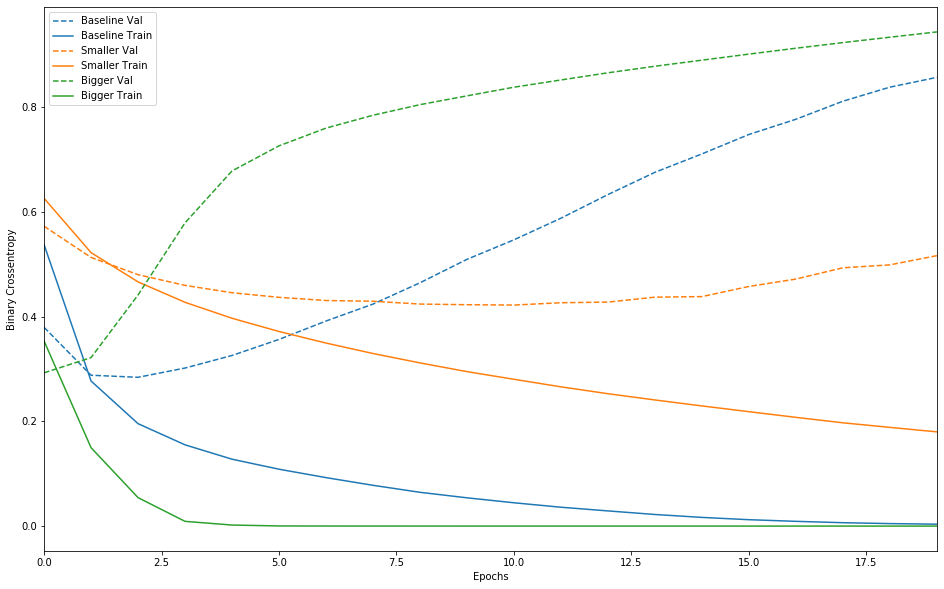 Baseline Val
Baseline Train
Smaller Val
Smaller Train
Bigger Val
Bigger Train
Binary Crossentropy
0.8
0.6
0.4
0.2
0.0
0.0 2.5 5.0 7.5 10.0 12.5 15.0 17.5
Epochs